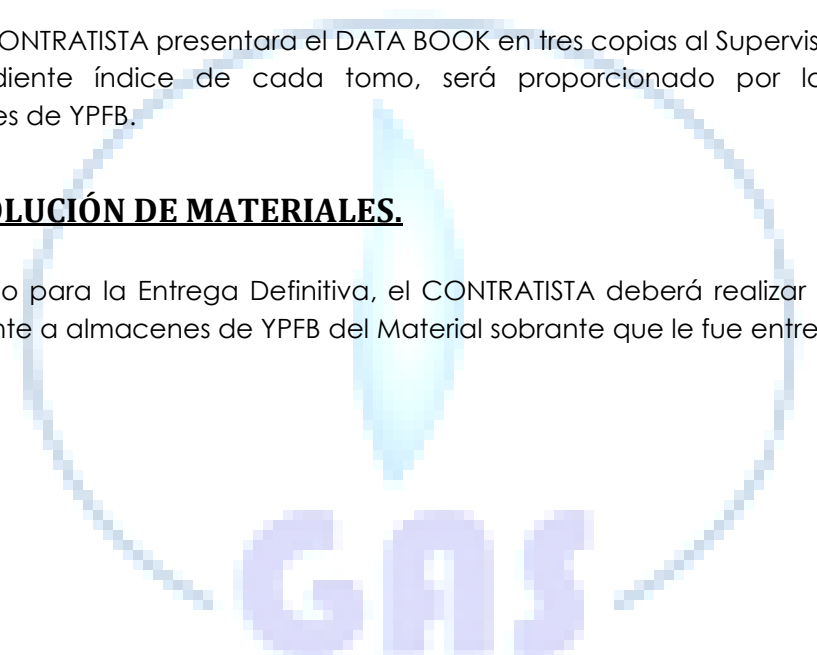 ONTRATISTA presentara el DATA BOOK en tres copias al Supervis
diente índice de cada tomo, será proporcionado por lo
es de YPFB.
OLUCIÓN DE MATERIALES.
o para la Entrega Definitiva, el CONTRATISTA deberá realizar
nte a almacenes de YPFB del Material sobrante que le fue entre
GAS